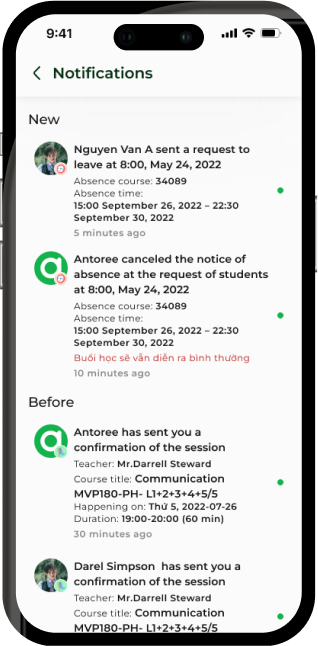 9:41
Notifications
New
Nguyen Van A sent a request to
leave at 8:00, May 24, 2022
Absence course: 34089
Absence time:
15:00 September 26, 2022 – 22:30
September 30, 2022
5 minutes ago
Antoree canceled the notice of
absence at the request of students
at 8:00, May 24, 2022
Absence course: 34089
Absence time:
15:00 September 26, 2022 – 22:30
September 30, 2022
Buổi học sẽ vẫn diễn ra bình thường
10 minutes ago
Before
Antoree has sent you a
confirmation of the session
Teacher: Mr.Darrell Steward
Course title: Communication
MVP180-PH- L1+2+3+4+5/5
Happening on: Thứ 5, 2022-07-26
Duration: 19:00-20:00 (60 min)
30 minutes ago
Darel Simpson has sent you a
confirmation of the session
Teacher: Mr.Darrell Steward
Course title: Communication
MVP180-PH- L1+2+3+4+5/5